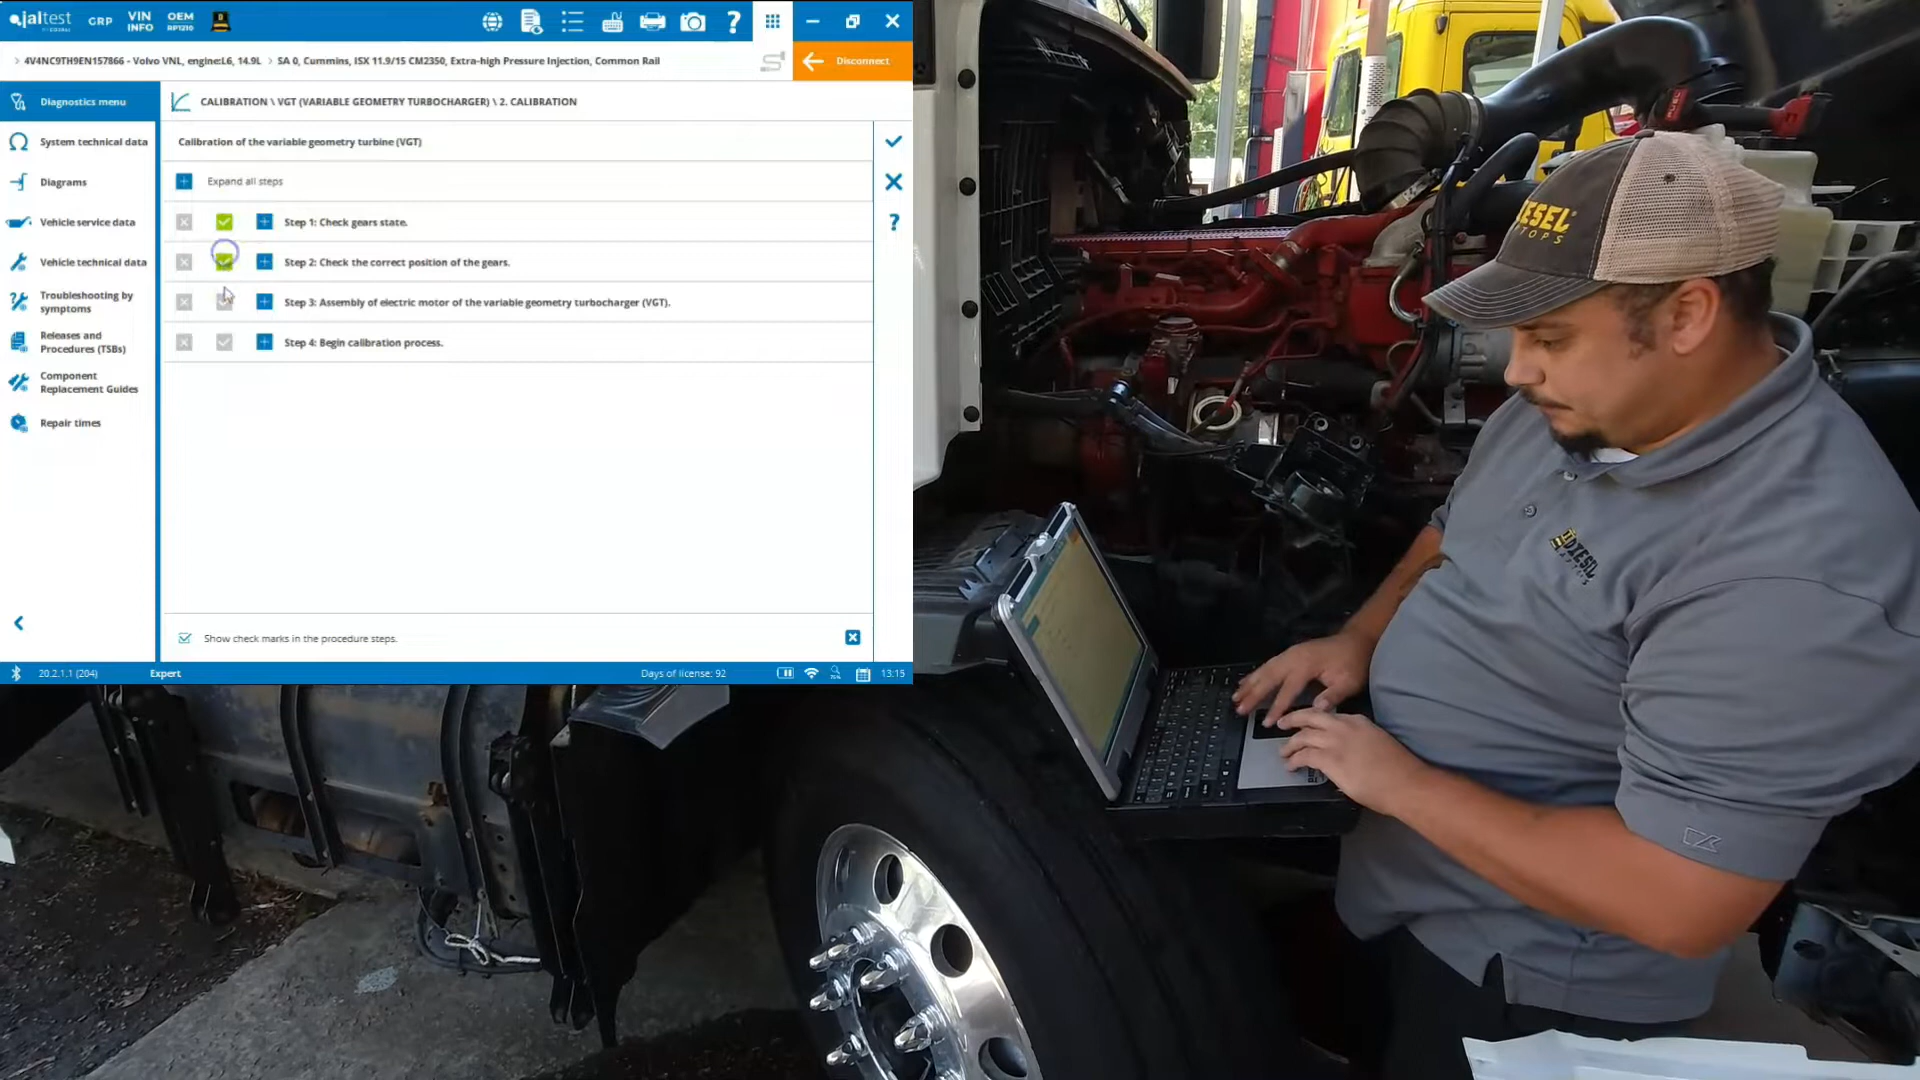 jaltest
GRP
VIN
INFO
OEM
RP1210
> 4V4NC9TH9EN157866 - Volvo VNL, engine:L6, 14.9L > SA 0, Cummins, ISX 11.9/15 CM2350, Extra-high Pressure Injection, Common Rail
Disconnect
Diagnostics menu
System technical data
Diagrams
Vehicle service data
Vehicle technical data
Troubleshooting by
symptoms
Releases and
Procedures (TSBs)
Component
Replacement Guides
Repair times
CALIBRATION \ VGT (VARIABLE GEOMETRY TURBOCHARGER) \ 2. CALIBRATION
Calibration of the variable geometry turbine (VGT)
Expand all steps
Step 1: Check gears state.
Step 2: Check the correct position of the gears.
Step 3: Assembly of electric motor of the variable geometry turbocharger (VGT).
Step 4: Begin calibration process.
Show check marks in the procedure steps.
20.2.1.1 (204)
Expert
Days of license: 92
13:15
DIESEL
DIESEL